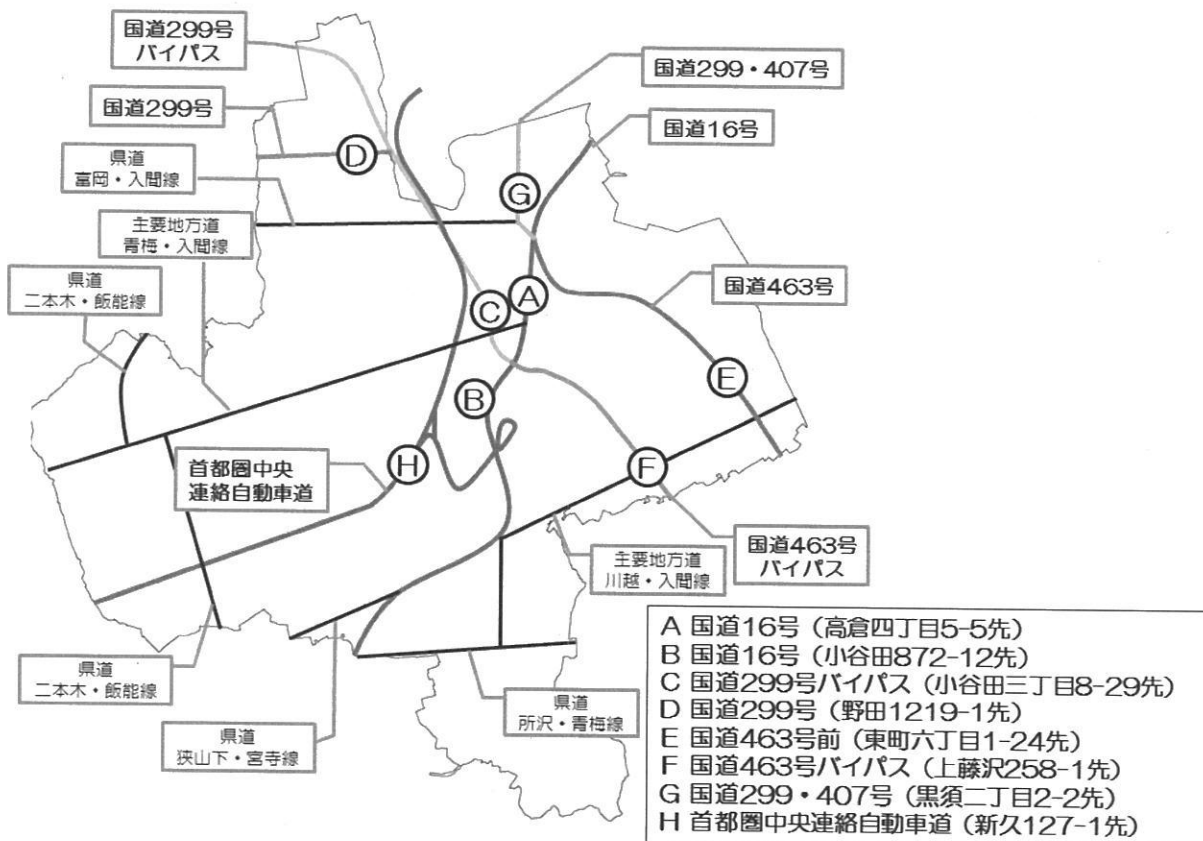 国道299号
バイパス
国道299・407号
国道299号
国道16号
県道
富岡・入間線
主要地方道
青梅・入間線
県道
二本木・飯能線
国道463号
D
G
A
C
E
B
H
F
首都圏中央
連絡自動車道
国道463号
バイパス
主要地方道
川越・入間線
県道
二本木・飯能線
県道
所沢・青梅線
県道
狭山下・宮寺線
A 国道16号（高倉四丁目5-5先）
B 国道16号（小谷田872-12先）
C 国道299号バイパス（小谷田三丁目8-29先）
D 国道299号（野田1219-1先）
E 国道463号前（東町六丁目1-24先）
F 国道463号バイパス（上藤沢258-1先）
G 国道299・407号（黒須二丁目2-2先）
H 首都圏中央連絡自動車道（新久127-1先）